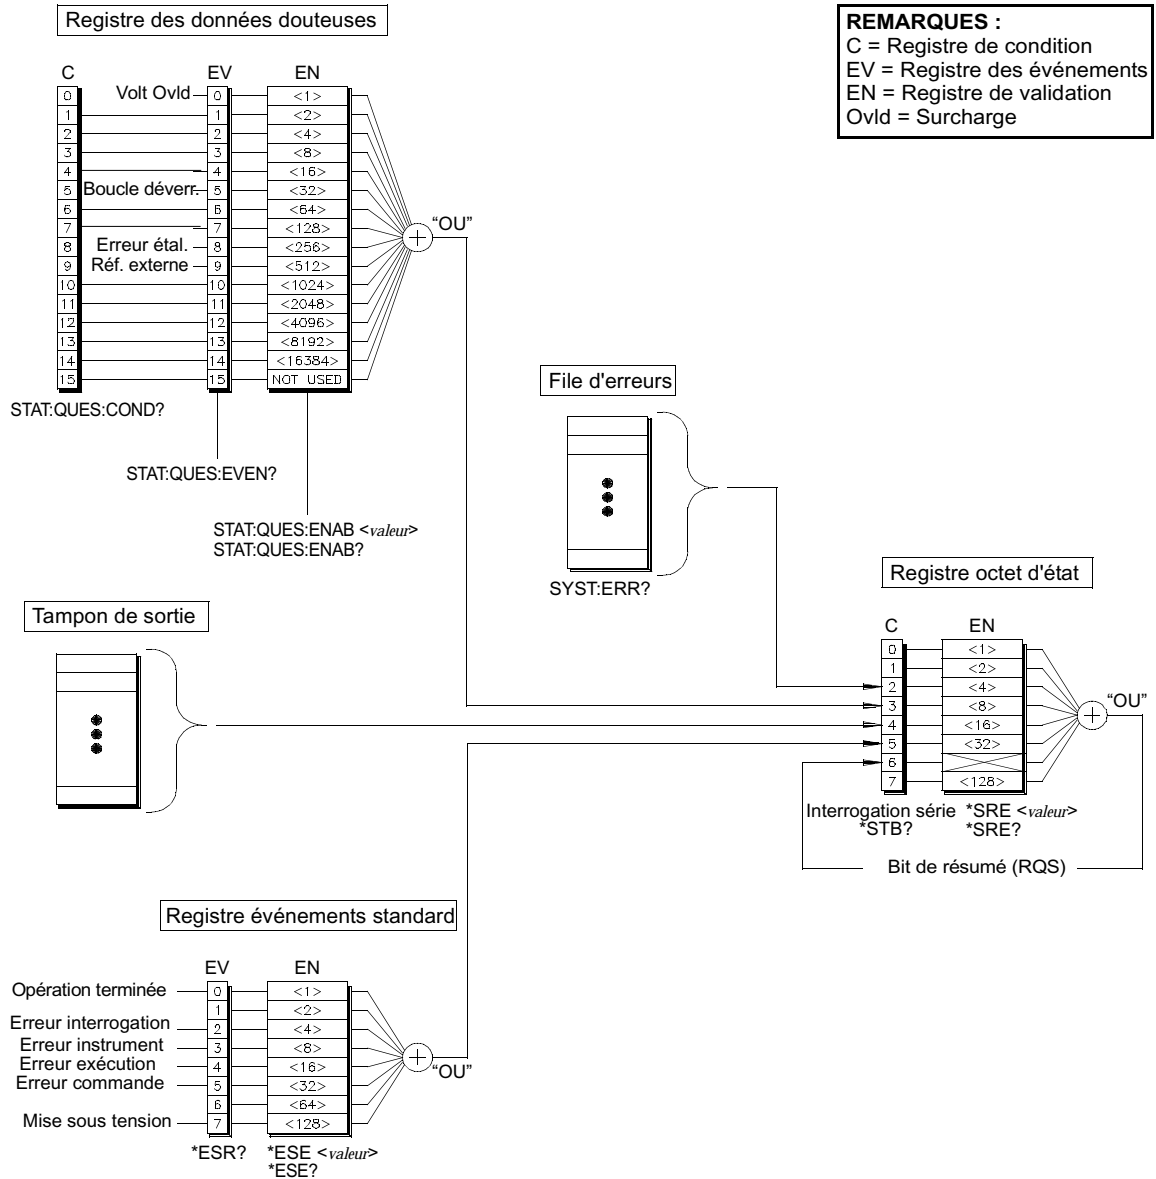 Registre des données douteuses
REMARQUES :
C = Registre de condition
EV = Registre des événements
EN = Registre de validation
Ovld = Surcharge
C EV EN
0 Volt Ovld 0 <1>
1 1 <2>
2 2 <4>
3 3 <8>
4 4 <16>
5 Boucle déverr. 5 <32>
6 6 <64>
7 7 <128>
"OU"
8 Erreur étal. 8 <256>
9 Réf. externe 9 <512>
10 10 <1024>
11 11 <2048>
12 12 <4096>
13 13 <8192>
14 14 <16384>
15 15 NOT USED
STAT:QUES:COND?
STAT:QUES:EVEN?
STAT:QUES:ENAB <valeur>
STAT:QUES:ENAB?
File d'erreurs
SYST:ERR?
Tampon de sortie
Registre octet d'état
C EN
0 <1>
1 <2>
2 <4>
3 <8>
4 <16>
5 <32>
6
7 <128>
"OU"
Interrogation série *SRE <valeur>
*STB? *SRE?
Bit de résumé (RQS)
Registre événements standard
EV EN
Opération terminée 0 <1>
1 <2>
Erreur interrogation 2 <4>
Erreur instrument 3 <8>
Erreur exécution 4 <16>
Erreur commande 5 <32>
6 <64>
Mise sous tension 7 <128>
"OU"
*ESR? *ESE <valeur>
*ESE?